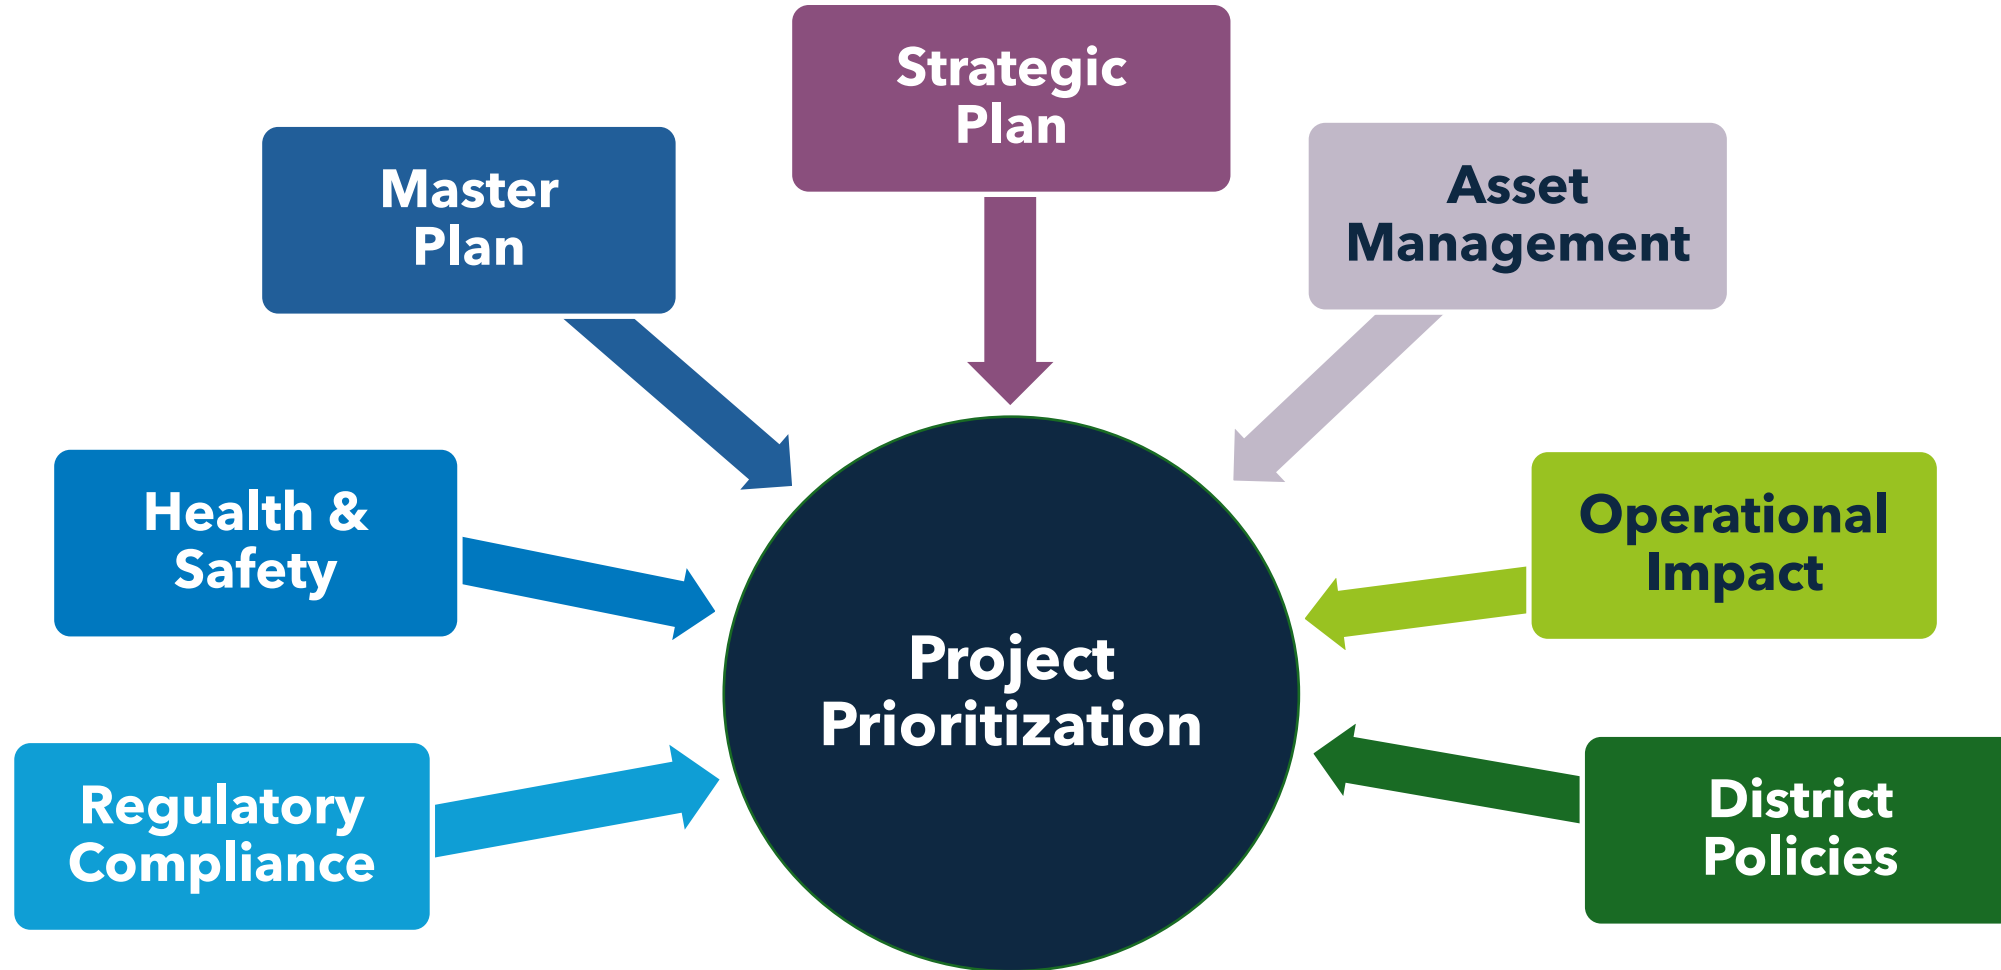 Strategic
Plan
Master
Plan
Asset
Management
Health &
Safety
Operational
Impact
Project
Prioritization
Regulatory
Compliance
District
Policies